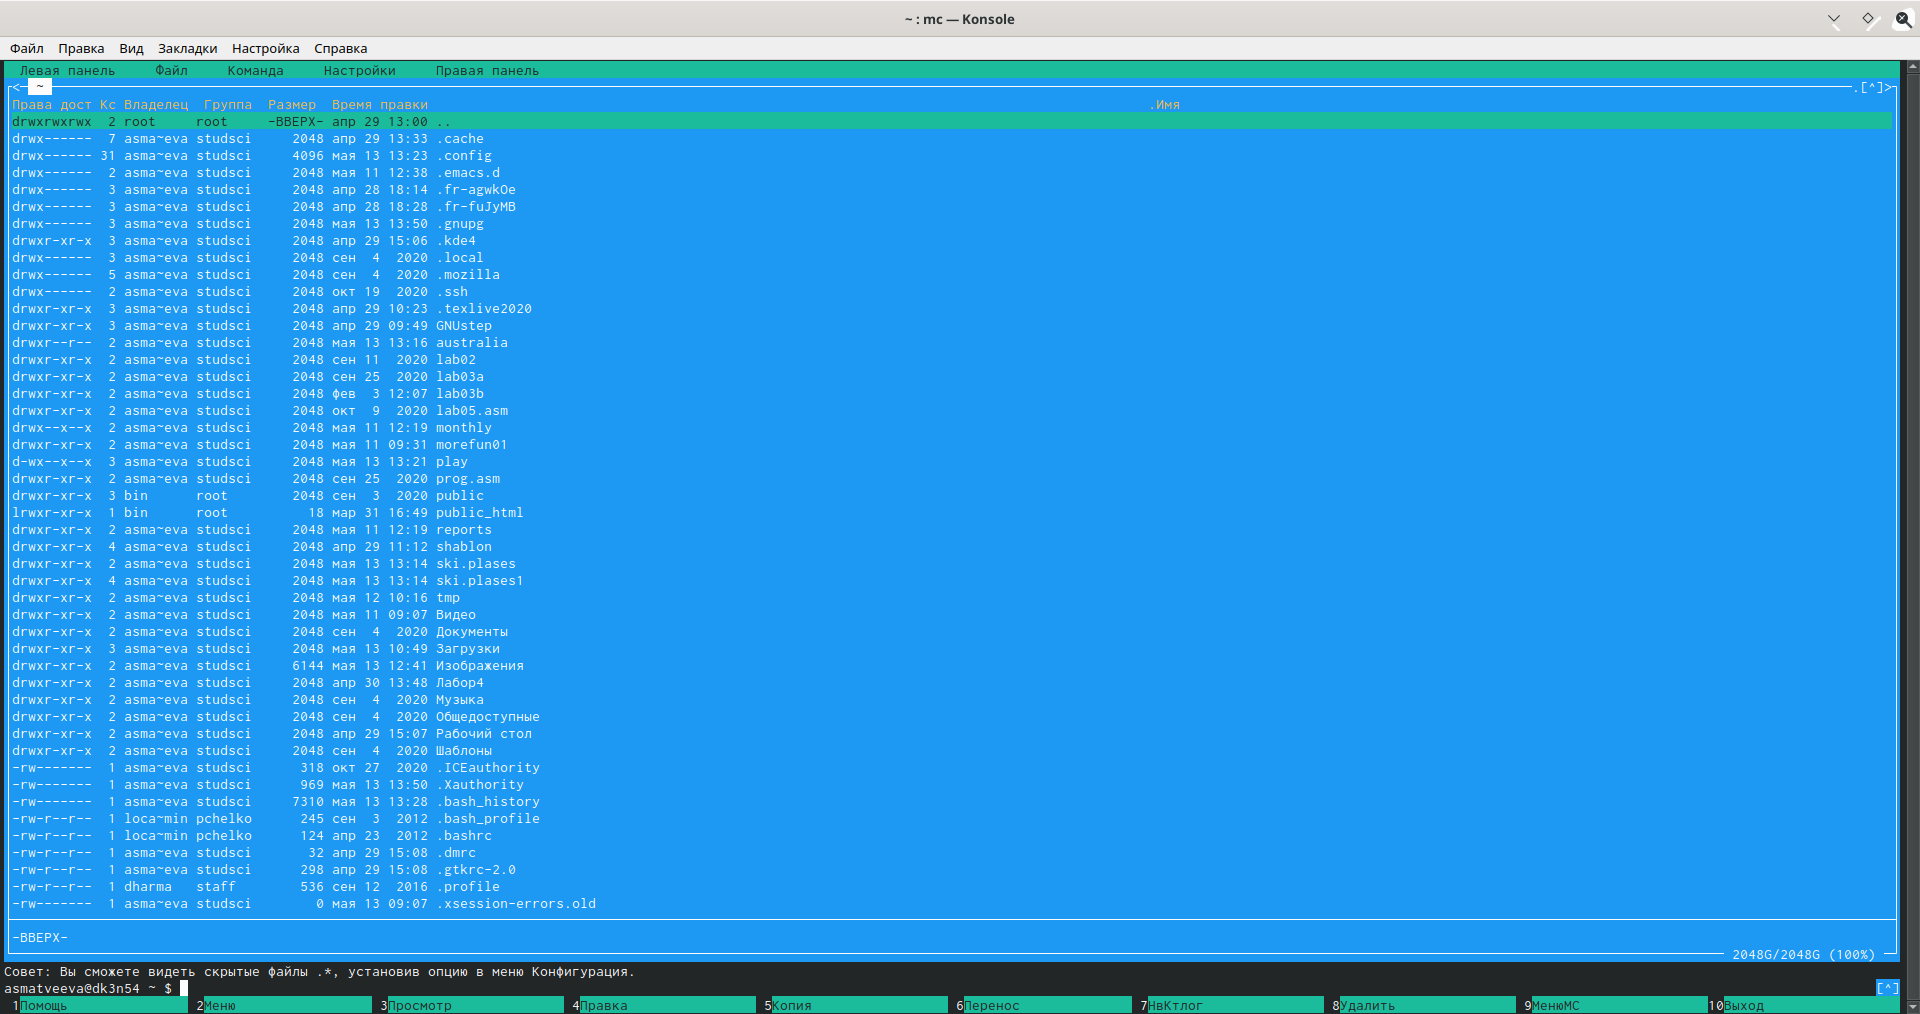 ~ : mc — Konsole
Файл Правка Вид Закладки Настройка Справка
Левая панель Файл Команда Настройки Правая панель
<─ ~ .[^]>
Права дост Кс Владелец Группа Размер Время правки .Имя
drwxrwxrwx 2 root root -ВВЕРХ- апр 29 13:00 ..
drwx------ 7 asma~eva studsci 2048 апр 29 13:33 .cache
drwx------ 31 asma~eva studsci 4096 мая 13 13:23 .config
drwx------ 2 asma~eva studsci 2048 мая 11 12:38 .emacs.d
drwx------ 3 asma~eva studsci 2048 апр 28 18:14 .fr-agwkOe
drwx------ 3 asma~eva studsci 2048 апр 28 18:28 .fr-fuJyMB
drwx------ 3 asma~eva studsci 2048 мая 13 13:50 .gnupg
drwxr-xr-x 3 asma~eva studsci 2048 апр 29 15:06 .kde4
drwx------ 3 asma~eva studsci 2048 сен 4 2020 .local
drwx------ 5 asma~eva studsci 2048 сен 4 2020 .mozilla
drwx------ 2 asma~eva studsci 2048 окт 19 2020 .ssh
drwxr-xr-x 3 asma~eva studsci 2048 апр 29 10:23 .texlive2020
drwxr-xr-x 3 asma~eva studsci 2048 апр 29 09:49 GNUstep
drwxr--r-- 2 asma~eva studsci 2048 мая 13 13:16 australia
drwxr-xr-x 2 asma~eva studsci 2048 сен 11 2020 lab02
drwxr-xr-x 2 asma~eva studsci 2048 сен 25 2020 lab03a
drwxr-xr-x 2 asma~eva studsci 2048 фев 3 12:07 lab03b
drwxr-xr-x 2 asma~eva studsci 2048 окт 9 2020 lab05.asm
drwx--x--x 2 asma~eva studsci 2048 мая 11 12:19 monthly
drwxr-xr-x 2 asma~eva studsci 2048 мая 11 09:31 morefun01
d-wx--x--x 3 asma~eva studsci 2048 мая 13 13:21 play
drwxr-xr-x 2 asma~eva studsci 2048 сен 25 2020 prog.asm
drwxr-xr-x 3 bin root 2048 сен 3 2020 public
lrwxr-xr-x 1 bin root 18 мар 31 16:49 public_html
drwxr-xr-x 2 asma~eva studsci 2048 мая 11 12:19 reports
drwxr-xr-x 4 asma~eva studsci 2048 апр 29 11:12 shablon
drwxr-xr-x 2 asma~eva studsci 2048 мая 13 13:14 ski.plases
drwxr-xr-x 4 asma~eva studsci 2048 мая 13 13:14 ski.plases1
drwxr-xr-x 2 asma~eva studsci 2048 мая 12 10:16 tmp
drwxr-xr-x 2 asma~eva studsci 2048 мая 11 09:07 Видео
drwxr-xr-x 2 asma~eva studsci 2048 сен 4 2020 Документы
drwxr-xr-x 3 asma~eva studsci 2048 мая 13 10:49 Загрузки
drwxr-xr-x 2 asma~eva studsci 6144 мая 13 12:41 Изображения
drwxr-xr-x 2 asma~eva studsci 2048 апр 30 13:48 Лабор4
drwxr-xr-x 2 asma~eva studsci 2048 сен 4 2020 Музыка
drwxr-xr-x 2 asma~eva studsci 2048 сен 4 2020 Общедоступные
drwxr-xr-x 2 asma~eva studsci 2048 апр 29 15:07 Рабочий стол
drwxr-xr-x 2 asma~eva studsci 2048 сен 4 2020 Шаблоны
-rw------- 1 asma~eva studsci 318 окт 27 2020 .ICEauthority
-rw------- 1 asma~eva studsci 969 мая 13 13:50 .Xauthority
-rw------- 1 asma~eva studsci 7310 мая 13 13:28 .bash_history
-rw-r--r-- 1 loca~min pchelko 245 сен 3 2012 .bash_profile
-rw-r--r-- 1 loca~min pchelko 124 апр 23 2012 .bashrc
-rw-r--r-- 1 asma~eva studsci 32 апр 29 15:08 .dmrc
-rw-r--r-- 1 asma~eva studsci 298 апр 29 15:08 .gtkrc-2.0
-rw-r--r-- 1 dharma staff 536 сен 12 2016 .profile
-rw------- 1 asma~eva studsci 0 мая 13 09:07 .xsession-errors.old
-ВВЕРХ-
2048G/2048G (100%)
Совет: Вы сможете видеть скрытые файлы .*, установив опцию в меню Конфигурация.
asmatveeva@dk3n54 ~ $ [^]
1Помощь 2Меню 3Просмотр 4Правка 5Копия 6Перенос 7НвКтлог 8Удалить 9МенюMC 10Выход